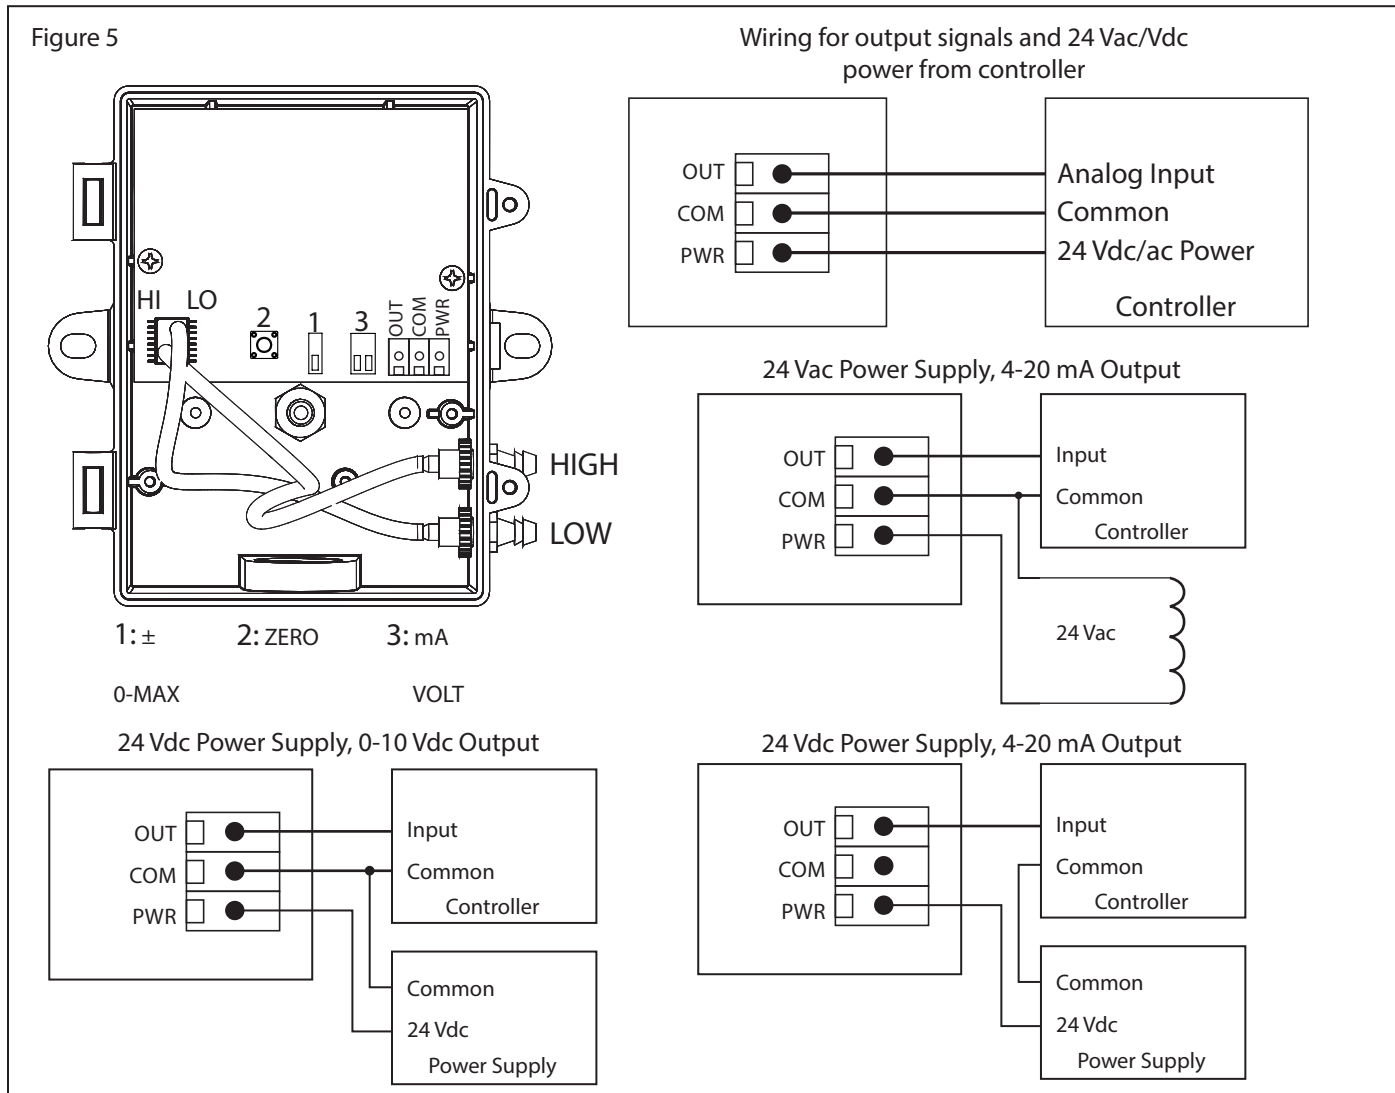 Figure 5
Wiring for output signals and 24 Vac/Vdc
power from controller
OUT
COM
PWR
Analog Input
Common
24 Vdc/ac Power
Controller
HI LO
2
1
3
OUT
COM
PWR
HIGH
LOW
1: ±
2: ZERO
3: mA
0-MAX
VOLT
24 Vac Power Supply, 4-20 mA Output
OUT
COM
PWR
Input
Common
Controller
24 Vac
24 Vdc Power Supply, 0-10 Vdc Output
OUT
COM
PWR
Input
Common
Controller
Common
24 Vdc
Power Supply
24 Vdc Power Supply, 4-20 mA Output
OUT
COM
PWR
Input
Common
Controller
Common
24 Vdc
Power Supply